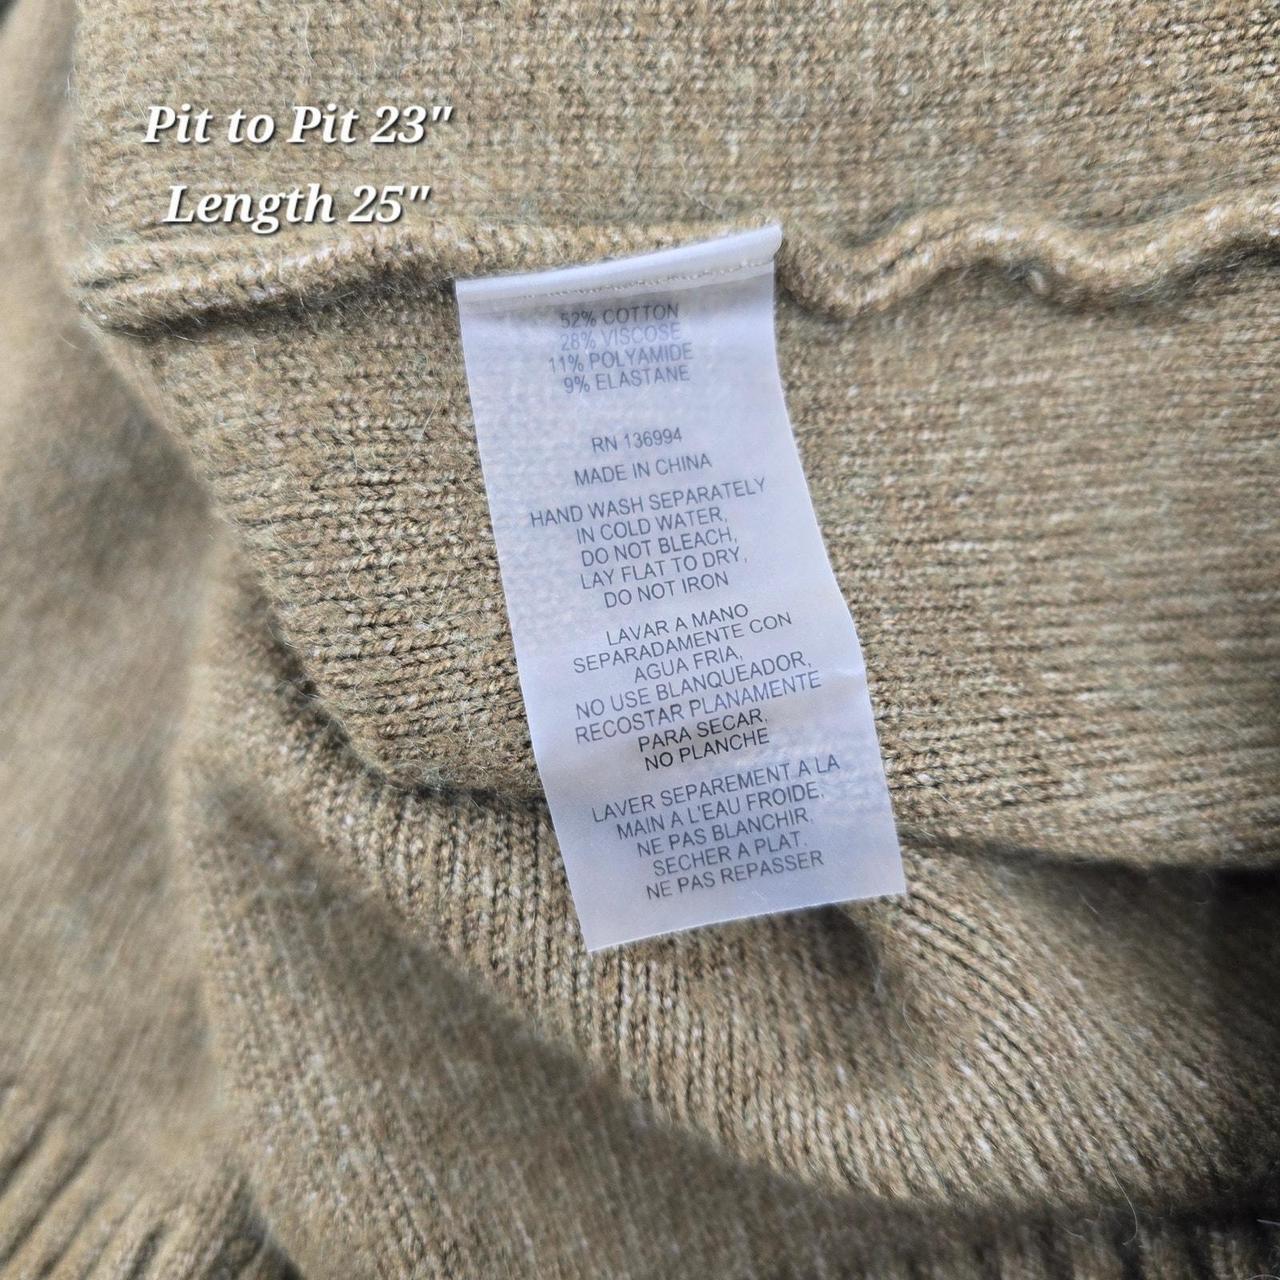 Pit to Pit 23"
Length 25"
52% COTTON
28% VISCOSE
11% POLYAMIDE
9% ELASTANE
RN 136994
MADE IN CHINA
HAND WASH SEPARATELY
IN COLD WATER,
DO NOT BLEACH,
LAY FLAT TO DRY,
DO NOT IRON
LAVAR A MANO
SEPARADAMENTE CON
AGUA FRIA,
NO USE BLANQUEADOR,
RECOSTAR PLANAMENTE
PARA SECAR,
NO PLANCHE
LAVER SEPAREMENT A LA
MAIN A L'EAU FROIDE,
NE PAS BLANCHIR.
SECHER A PLAT.
NE PAS REPASSER